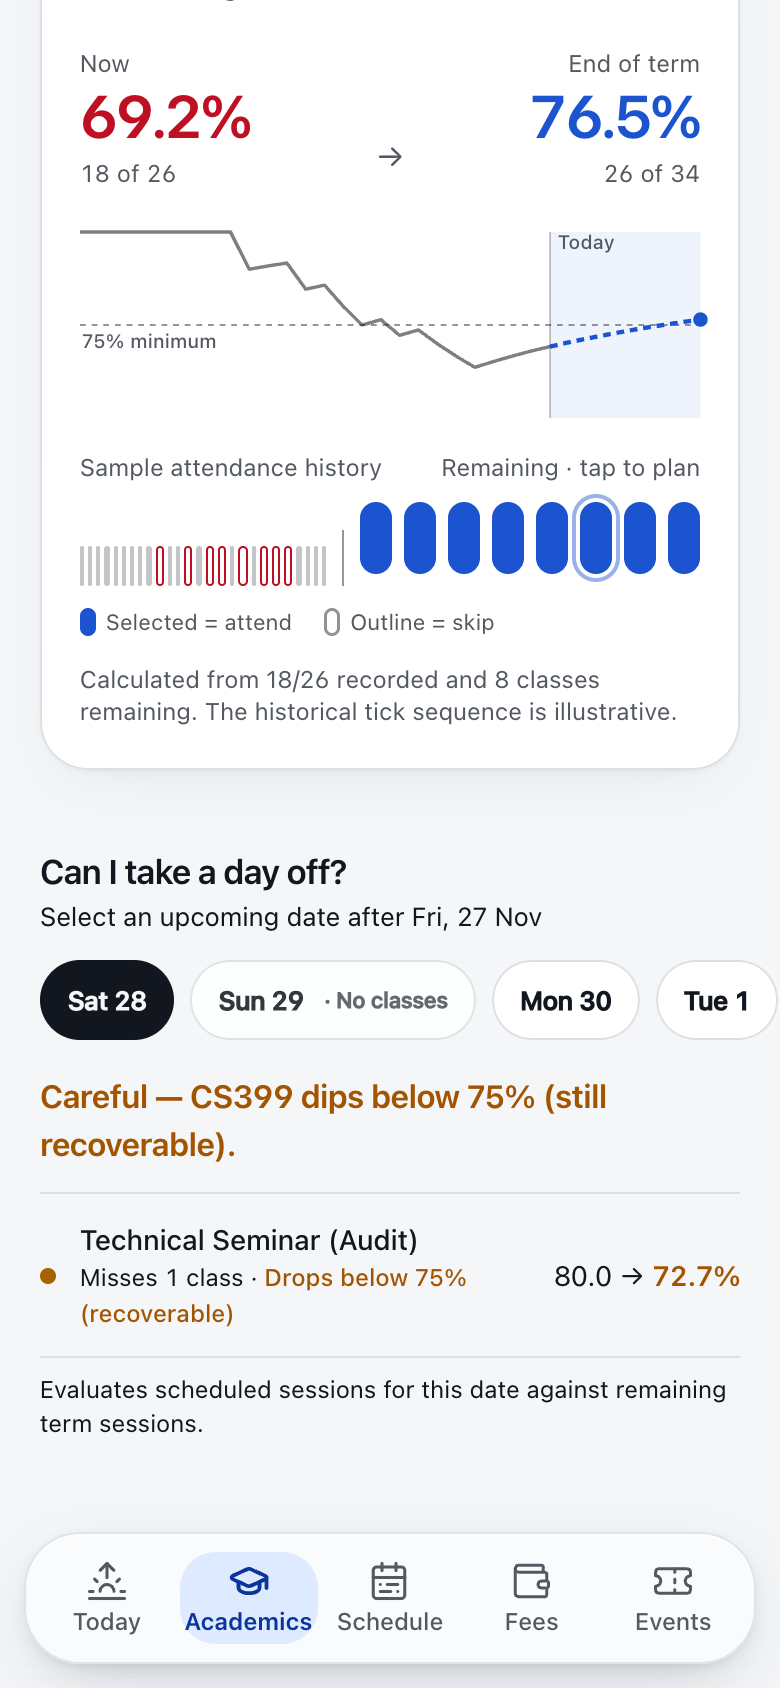 Now
End of term
69.2%
→
76.5%
18 of 26
26 of 34
Today
75% minimum
Sample attendance history
Remaining · tap to plan
Selected = attend
Outline = skip
Calculated from 18/26 recorded and 8 classes
remaining. The historical tick sequence is illustrative.
Can I take a day off?
Select an upcoming date after Fri, 27 Nov
Sat 28
Sun 29 · No classes
Mon 30
Tue 1
Careful — CS399 dips below 75% (still
recoverable).
Technical Seminar (Audit)
Misses 1 class · Drops below 75%
(recoverable)
80.0 → 72.7%
Evaluates scheduled sessions for this date against remaining
term sessions.
Today
Academics
Schedule
Fees
Events